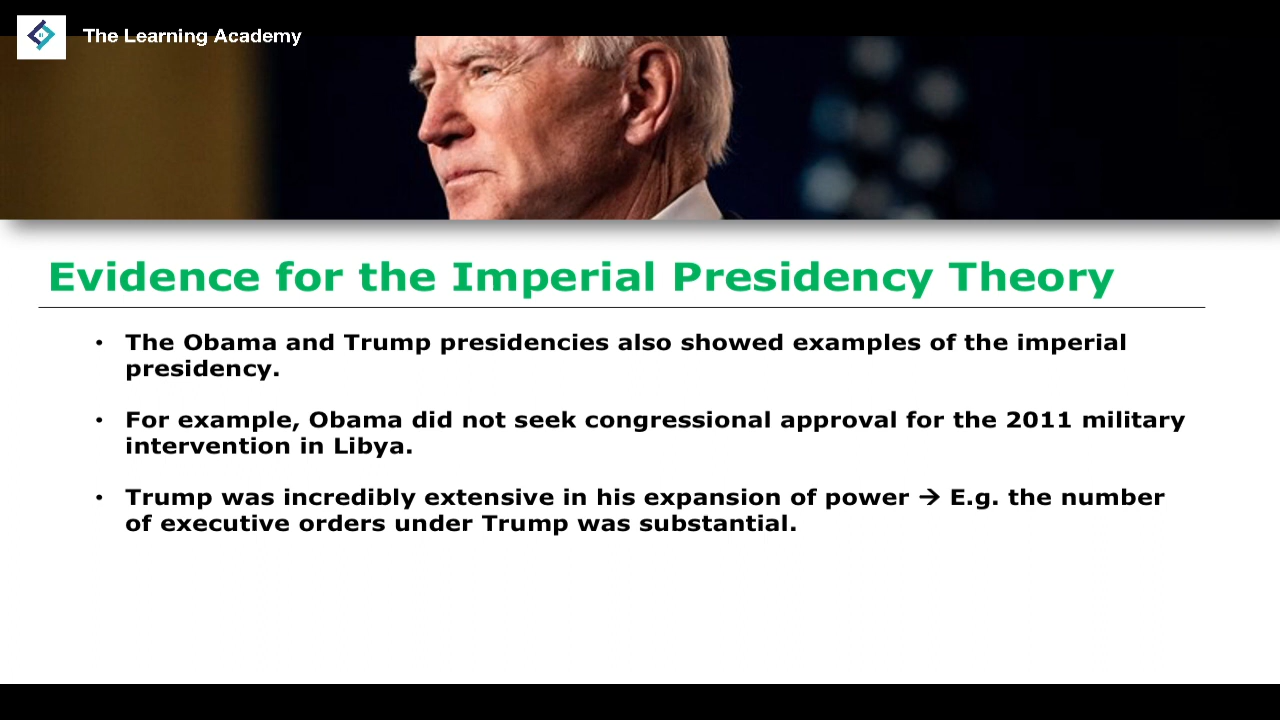 The Learning Academy
Evidence for the Imperial Presidency Theory
• The Obama and Trump presidencies also showed examples of the imperial
presidency.
• For example, Obama did not seek congressional approval for the 2011 military
intervention in Libya.
• Trump was incredibly extensive in his expansion of power → E.g. the number
of executive orders under Trump was substantial.